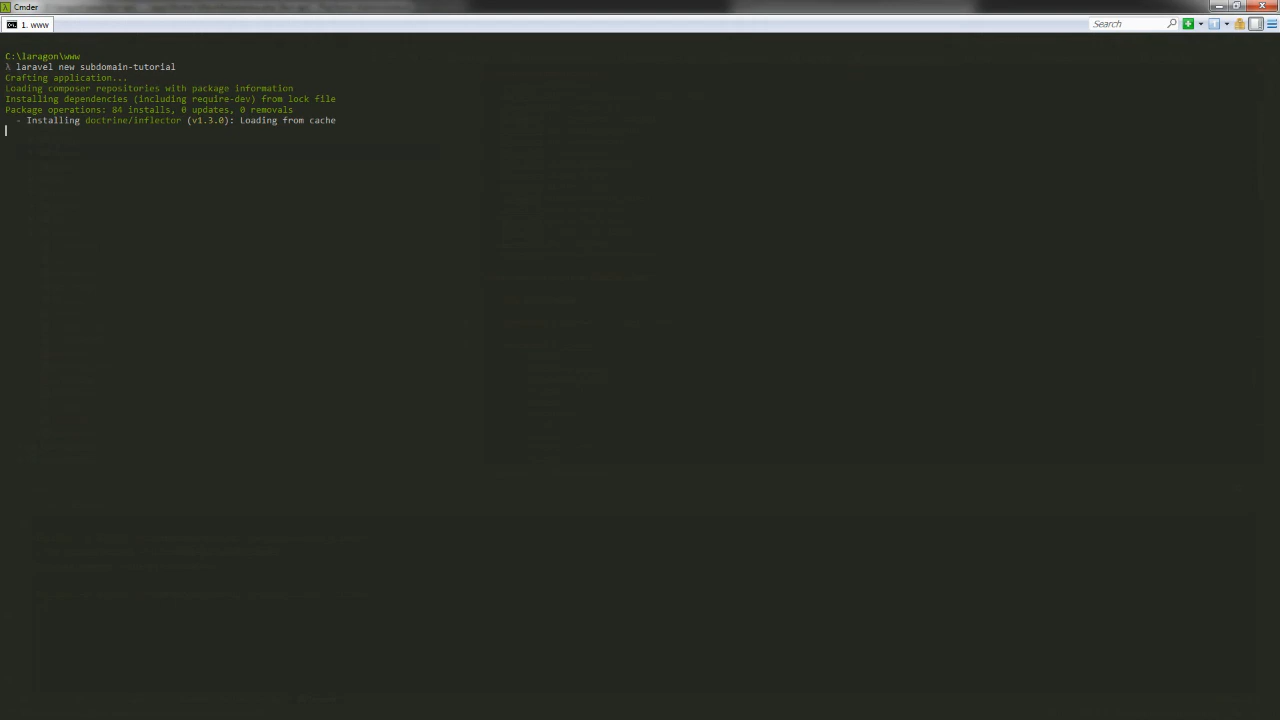 Cmder
1. www
Search
C:\laragon\www
λ laravel new subdomain-tutorial
Crafting application...
Loading composer repositories with package information
Installing dependencies (including require-dev) from lock file
Package operations: 84 installs, 0 updates, 0 removals
- Installing doctrine/inflector (v1.3.0): Loading from cache